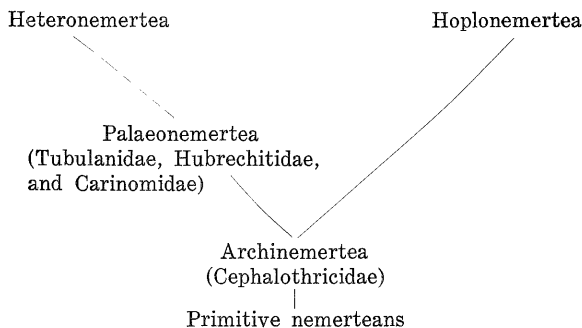 Heteronemertea
Hoplonemertea
Palaeonemertea
(Tubulanidae, Hubrechitidae,
and Carinomidae)
Archinemertea
(Cephalothricidae)
Primitive nemerteans